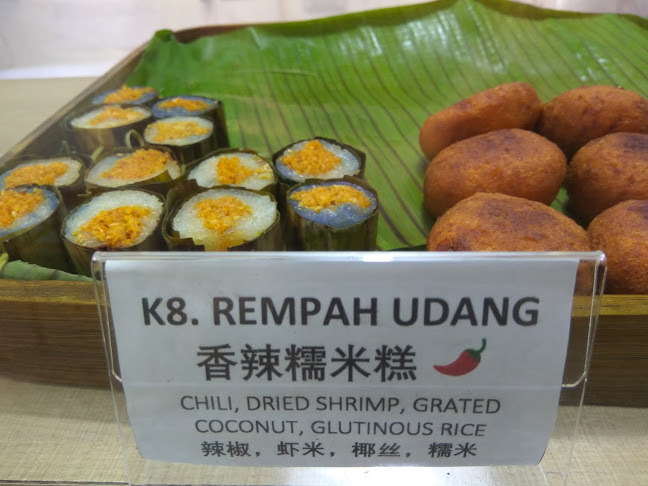 K8. REMPAH UDANG
香辣糯米糕
CHILI, DRIED SHRIMP, GRATED
COCONUT, GLUTINOUS RICE
辣椒，虾米，椰丝，糯米